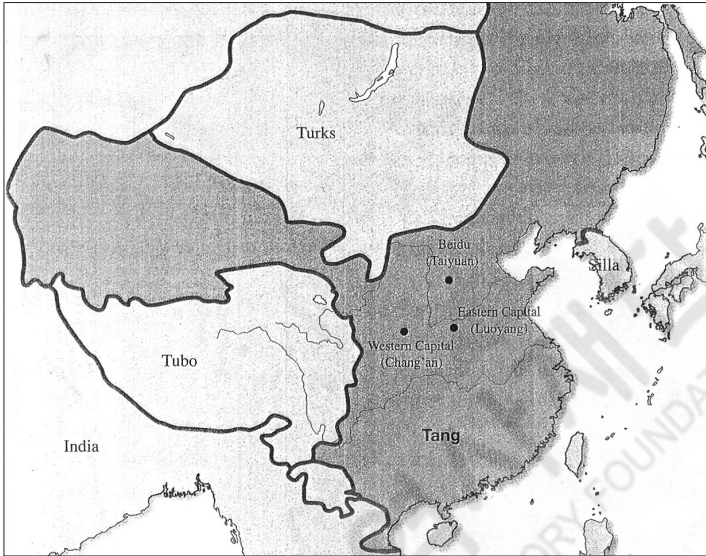 Turks
Beidu
(Taiyuan)
Silla
Eastern Capital
(Luoyang)
Western Capital
(Chang'an)
Tubo
Tang
India